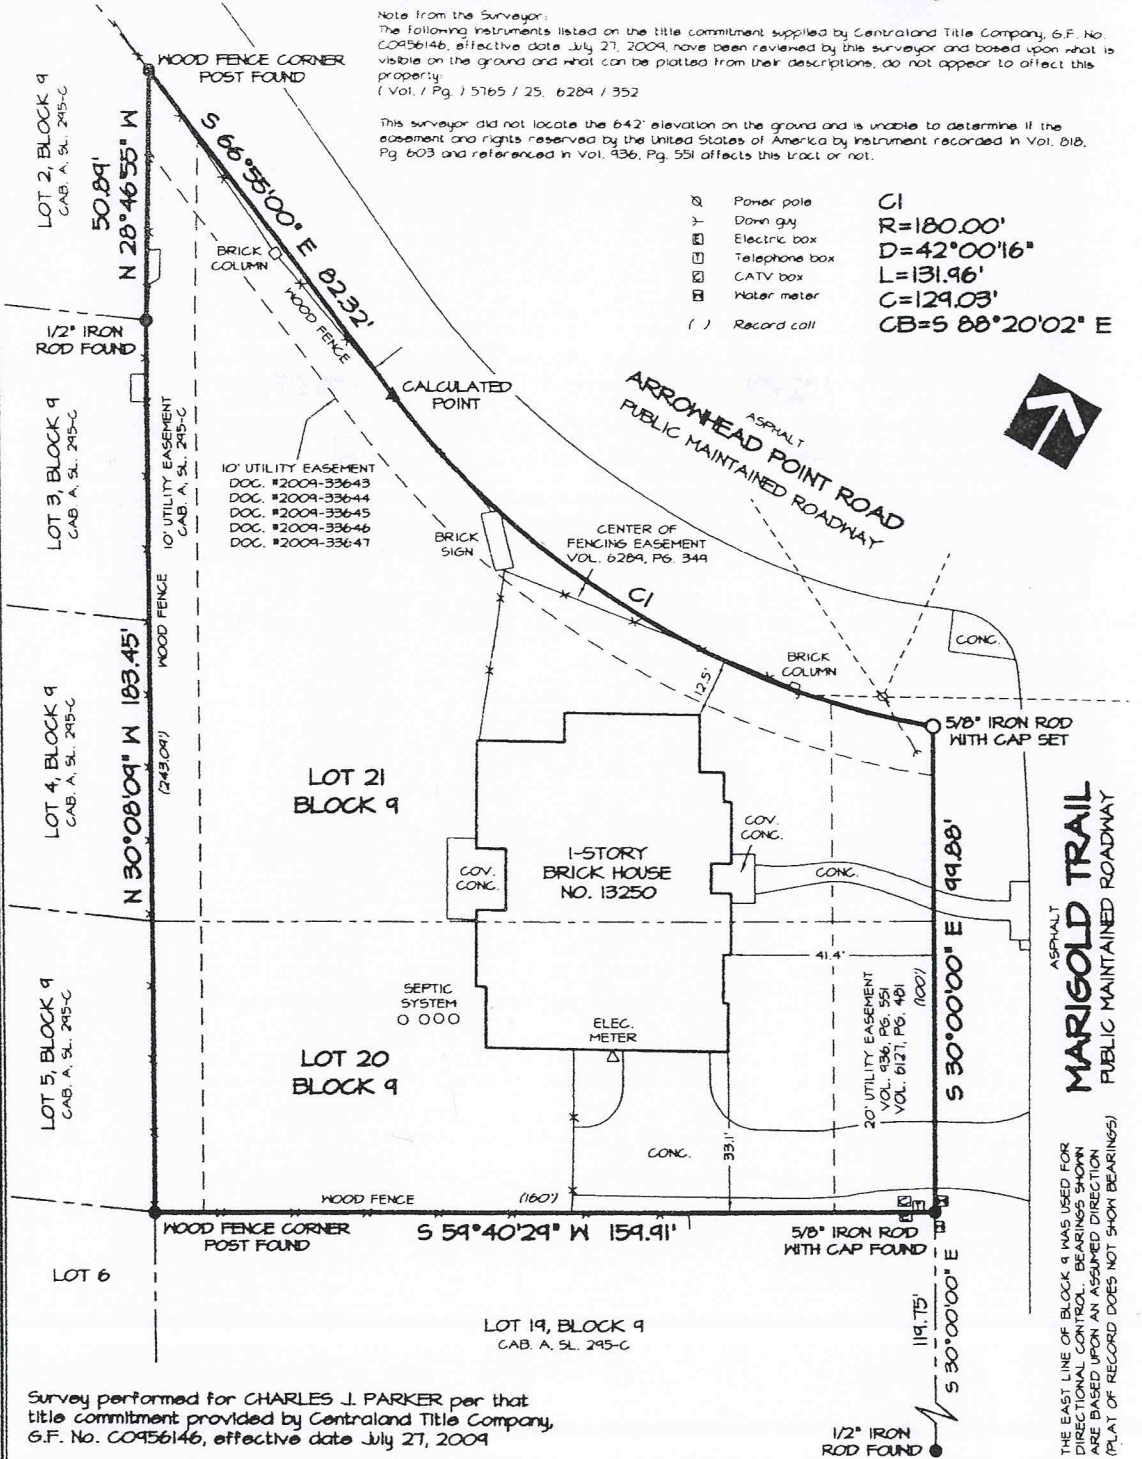 Note from the Surveyor:
The following instruments listed on the title commitment supplied by Centraland Title Company, G.F. No.
CO956146, effective date July 27, 2009, have been reviewed by this surveyor and based upon what is
visible on the ground and what can be plotted from their descriptions, do not appear to affect this
property:
( Vol. / Pg. ) 5765 / 25, 6289 / 352
This surveyor did not locate the 642' elevation on the ground and is unable to determine if the
easement and rights reserved by the United States of America by instrument recorded in Vol. 818,
Pg. 603 and referenced in Vol. 936, Pg. 551 affects this tract or not.
Power pole
Down guy
E Electric box
T Telephone box
C CATV box
Water meter
( ) Record call
C1
R=180.00'
D=42°00'16"
L=131.96'
C=129.03'
CB=S 88°20'02" E
WOOD FENCE CORNER
POST FOUND
LOT 2, BLOCK 9
CAB. A, SL. 295-C
50.89'
N 28°46'55" W
S 66°55'00" E 82.32'
BRICK
COLUMN
WOOD FENCE
1/2" IRON
ROD FOUND
CALCULATED
POINT
ARROWHEAD POINT ROAD
ASPHALT
PUBLIC MAINTAINED ROADWAY
LOT 3, BLOCK 9
CAB. A, SL. 295-C
10' UTILITY EASEMENT
CAB. A, SL. 295-C
10' UTILITY EASEMENT
DOC. #2009-33643
DOC. #2009-33644
DOC. #2009-33645
DOC. #2009-33646
DOC. #2009-33647
BRICK
SIGN
CENTER OF
FENCING EASEMENT
VOL. 6289, PG. 349
C1
WOOD FENCE
CONC.
BRICK
COLUMN
12.5'
5/8" IRON ROD
WITH CAP SET
LOT 4, BLOCK 9
CAB. A, SL. 295-C
N 30°08'09" W 183.45'
(243.09')
LOT 21
BLOCK 9
COV.
CONC.
1-STORY
BRICK HOUSE
NO. 13250
COV.
CONC.
CONC.
S 30°00'00" E 99.88'
(100')
ASPHALT
MARIGOLD TRAIL
PUBLIC MAINTAINED ROADWAY
41.4'
20' UTILITY EASEMENT
VOL. 936, PG. 551
VOL. 6127, PG. 481
LOT 5, BLOCK 9
CAB. A, SL. 295-C
SEPTIC
SYSTEM
ELEC.
METER
LOT 20
BLOCK 9
CONC.
33.1'
WOOD FENCE
(160')
WOOD FENCE CORNER
POST FOUND
S 59°40'29" W 159.91'
5/8" IRON ROD
WITH CAP FOUND
LOT 6
LOT 19, BLOCK 9
CAB. A, SL. 295-C
119.75'
S 30°00'00" E
1/2" IRON
ROD FOUND
THE EAST LINE OF BLOCK 9 WAS USED FOR
DIRECTIONAL CONTROL. BEARINGS SHOWN
ARE BASED UPON AN ASSUMED DIRECTION
(PLAT OF RECORD DOES NOT SHOW BEARINGS)
Survey performed for CHARLES J. PARKER per that
title commitment provided by Centraland Title Company,
G.F. No. CO956146, effective date July 27, 2009